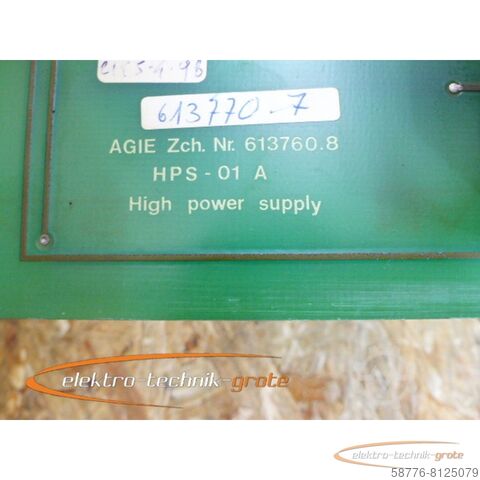 613770-7
AGIE Zch. Nr. 613760.8
HPS - 01 A
High power supply
elektro-technik-grote
elektro-technik-grote
58776-8125079